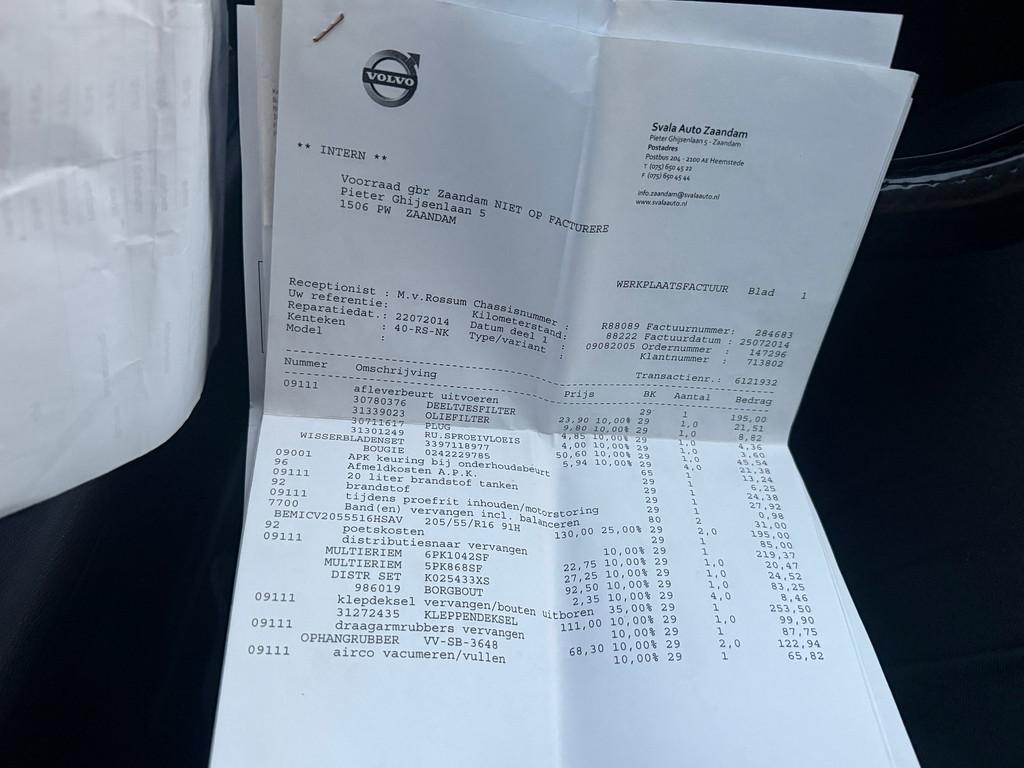 VOLVO
Svala Auto Zaandam
Pieter Ghijsenlaan 5 - Zaandam
Postadres
Postbus 204 - 2100 AE Heemstede
T (075) 650 45 22
F (075) 650 45 44
info.zaandam@svalaauto.nl
www.svalaauto.nl
** INTERN **
Voorraad gbr Zaandam NIET OP FACTURERE
Pieter Ghijsenlaan 5
1506 PW ZAANDAM
WERKPLAATSFACTUUR Blad 1
Receptionist : M.v.Rossum Chassisnummer : R88089 Factuurnummer: 284683
Uw referentie: Kilometerstand: 88222 Factuurdatum : 25072014
Reparatiedat.: 22072014 Datum deel 1 : 09082005 Ordernummer : 147296
Kenteken : 40-RS-NK Type/variant : Klantnummer : 713802
Model :
Transactienr.: 6121932
Nummer Omschrijving Prijs BK Aantal Bedrag
09111 afleverbeurt uitvoeren 29 1 195,00
30780376 DEELTJESFILTER 23,90 10,00% 29 1,0 21,51
31339023 OLIEFILTER 9,80 10,00% 29 1,0 8,82
30711617 PLUG 4,85 10,00% 29 1,0 4,36
31301249 RU.SPROEIVLOEIS 4,00 10,00% 29 1,0 3,60
WISSERBLADENSET 3397118977 50,60 10,00% 29 1,0 45,54
BOUGIE 0242229785 5,94 10,00% 29 4,0 21,38
09001 APK keuring bij onderhoudsbeurt 65 1 13,24
96 Afmeldkosten A.P.K. 29 1 6,25
09111 20 liter brandstof tanken 29 1 24,38
92 brandstof 29 1 27,92
09111 tijdens proefrit inhouden/motorstoring 29 1 0,98
7700 Band(en) vervangen incl. balanceren 80 2 31,00
BEMICV2055516HSAV 205/55/R16 91H 130,00 25,00% 29 2,0 195,00
92 poetskosten 29 1 85,00
09111 distributiesnaar vervangen 10,00% 29 1 219,37
MULTIERIEM 6PK1042SF 22,75 10,00% 29 1,0 20,47
MULTIERIEM 5PK868SF 27,25 10,00% 29 1,0 24,52
DISTR SET K025433XS 92,50 10,00% 29 1,0 83,25
986019 BORGBOUT 2,35 10,00% 29 4,0 8,46
09111 klepdeksel vervangen/bouten uitboren 35,00% 29 1 253,50
31272435 KLEPPENDEKSEL 111,00 10,00% 29 1,0 99,90
09111 draagarmrubbers vervangen 10,00% 29 1 87,75
OPHANGRUBBER VV-SB-3648 68,30 10,00% 29 2,0 122,94
09111 airco vacumeren/vullen 10,00% 29 1 65,82